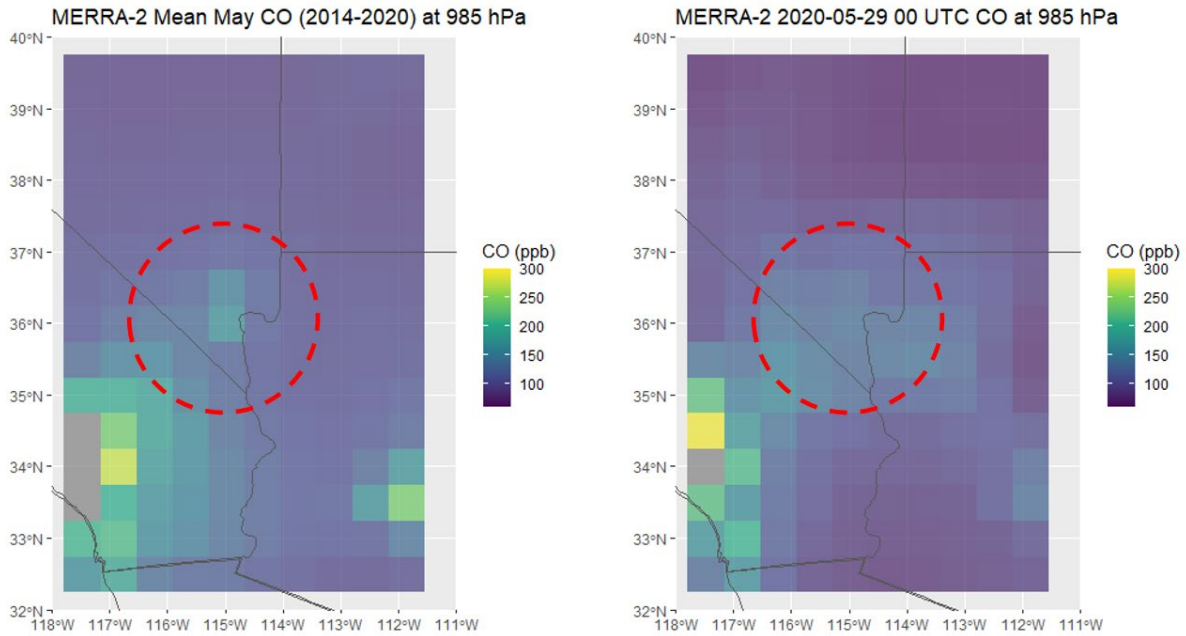 MERRA-2 Mean May CO (2014-2020) at 985 hPa
40°N
39°N
38°N
37°N
36°N
35°N
34°N
33°N
32°N
118°W 117°W 116°W 115°W 114°W 113°W 112°W 111°W
CO (ppb)
300
250
200
150
100
MERRA-2 2020-05-29 00 UTC CO at 985 hPa
40°N
39°N
38°N
37°N
36°N
35°N
34°N
33°N
32°N
118°W 117°W 116°W 115°W 114°W 113°W 112°W 111°W
CO (ppb)
300
250
200
150
100